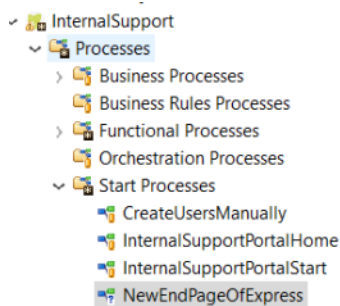 InternalSupport
Processes
Business Processes
Business Rules Processes
Functional Processes
Orchestration Processes
Start Processes
CreateUsersManually
InternalSupportPortalHome
InternalSupportPortalStart
NewEndPageOfExpress